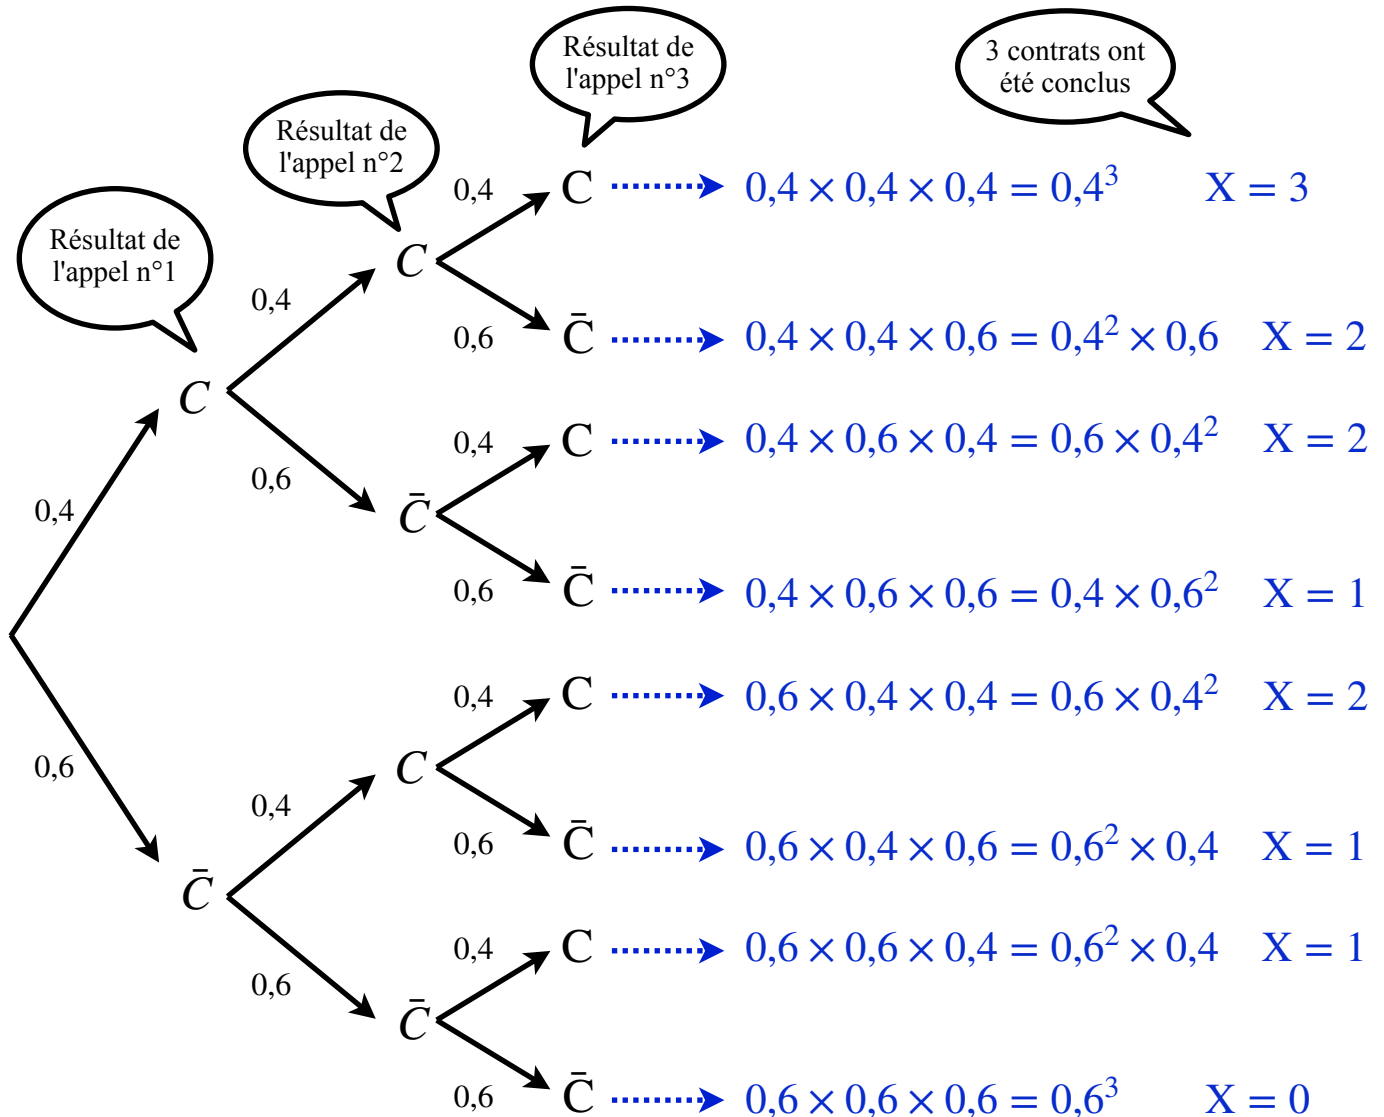 Résultat de
l'appel n°3
3 contrats ont
été conclus
Résultat de
l'appel n°2
Résultat de
l'appel n°1
0,4
C
0,4 × 0,4 × 0,4 = 0,4³ X = 3
C
0,4
0,6
C̄
0,4 × 0,4 × 0,6 = 0,4² × 0,6 X = 2
C
0,4
C
0,4 × 0,6 × 0,4 = 0,6 × 0,4² X = 2
0,6
0,4
C̄
0,6
C̄
0,4 × 0,6 × 0,6 = 0,4 × 0,6² X = 1
0,4
C
0,6 × 0,4 × 0,4 = 0,6 × 0,4² X = 2
0,6
C
0,4
0,6
C̄
0,6 × 0,4 × 0,6 = 0,6² × 0,4 X = 1
C̄
0,4
C
0,6 × 0,6 × 0,4 = 0,6² × 0,4 X = 1
0,6
C̄
0,6
C̄
0,6 × 0,6 × 0,6 = 0,6³ X = 0